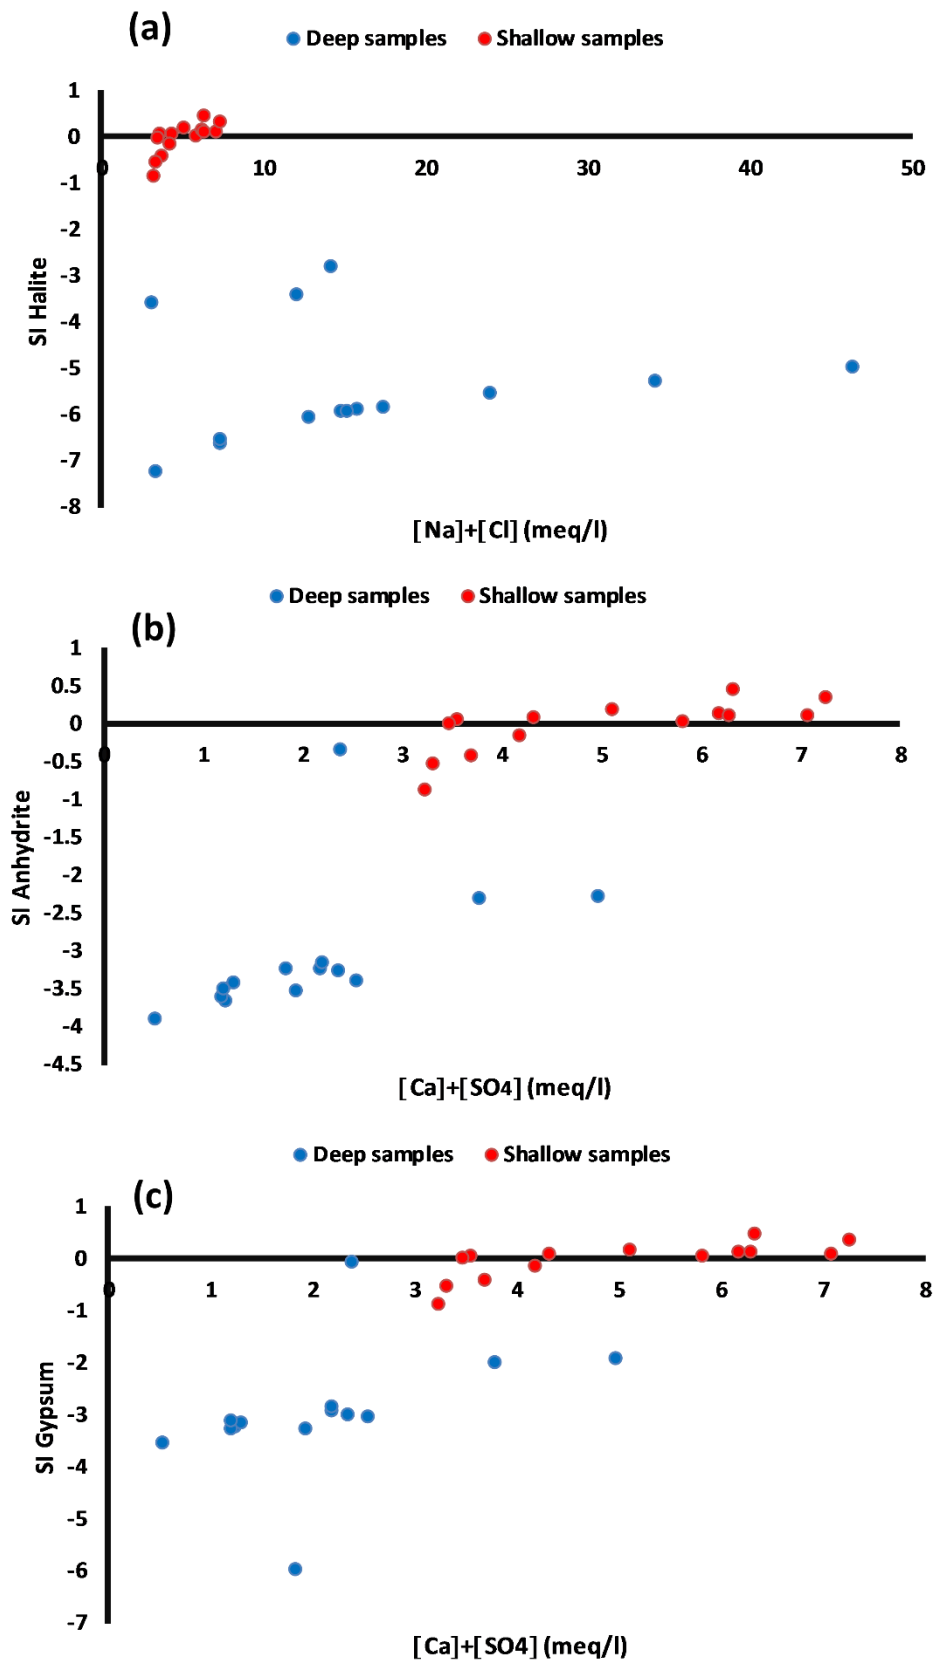 (a)
Deep samples Shallow samples
1
0
0 10 20 30 40 50
-1
-2
-3
-4
-5
-6
-7
-8
SI Halite
[Na]+[Cl] (meq/l)
Deep samples Shallow samples
(b)
1
0.5
0
0 1 2 3 4 5 6 7 8
-0.5
-1
-1.5
-2
-2.5
-3
-3.5
-4
-4.5
SI Anhydrite
[Ca]+[SO4] (meq/l)
Deep samples Shallow samples
(c)
1
0
0 1 2 3 4 5 6 7 8
-1
-2
-3
-4
-5
-6
-7
SI Gypsum
[Ca]+[SO4] (meq/l)